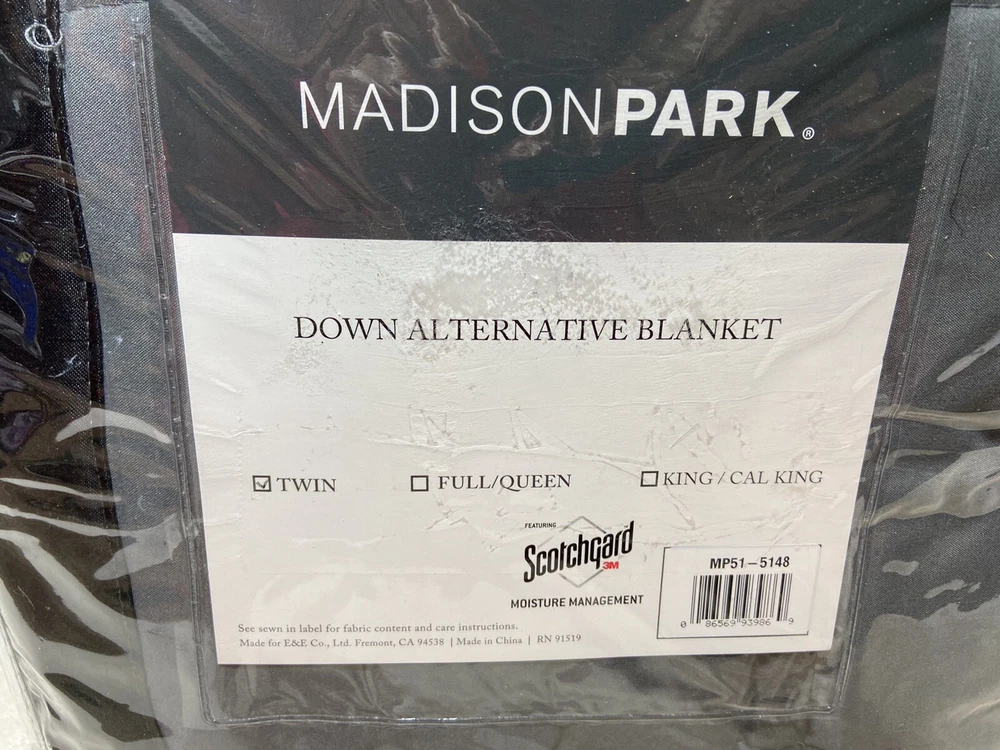 MADISONPARK®
DOWN ALTERNATIVE BLANKET
TWIN FULL/QUEEN KING / CAL KING
FEATURING
Scotchgard™
3M
MOISTURE MANAGEMENT
MP51-5148
0 86569 93986 9
See sewn in label for fabric content and care instructions.
Made for E&E Co., Ltd. Fremont, CA 94538 | Made in China | RN 91519